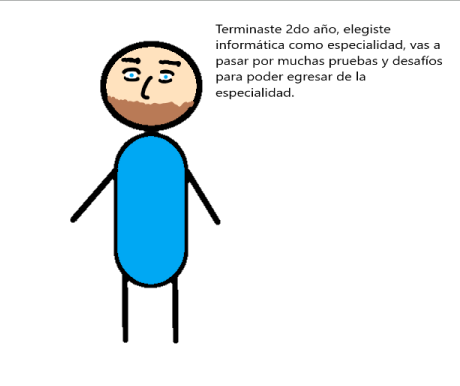 Terminaste 2do año, elegiste
informática como especialidad, vas a
pasar por muchas pruebas y desafíos
para poder egresar de la
especialidad.